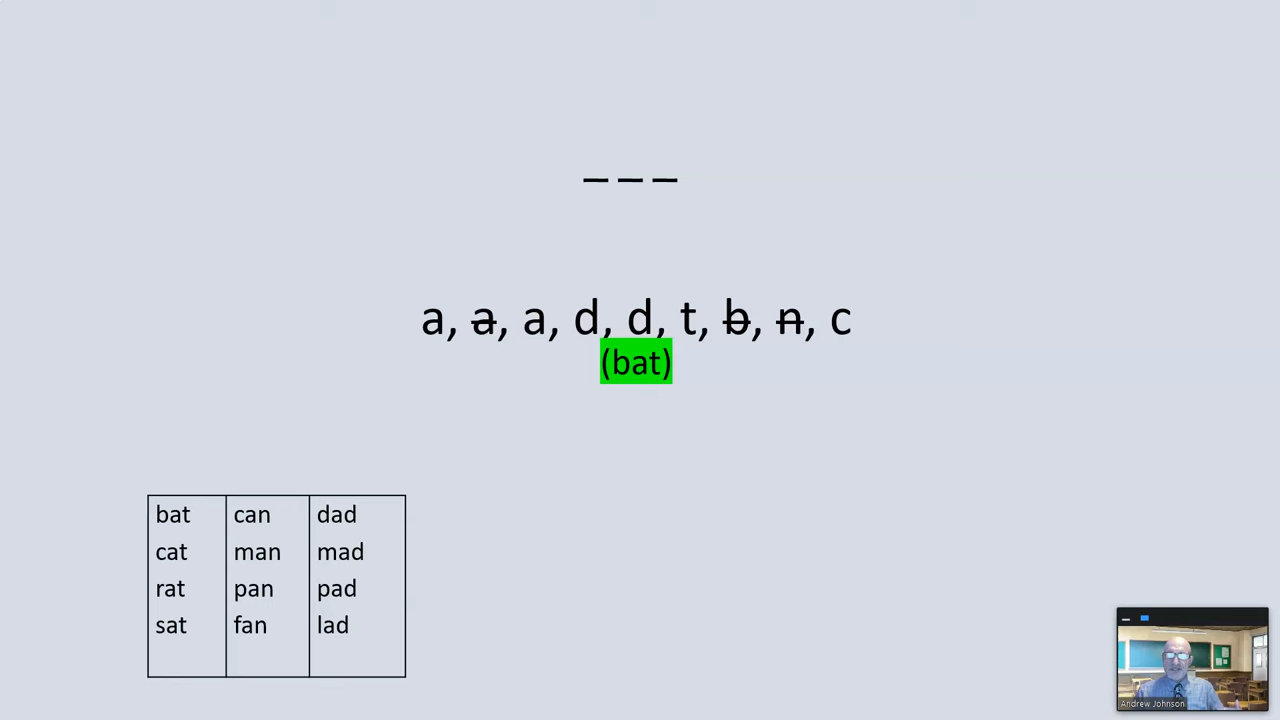 _ _ _
a, a, a, d, d, t, b, n, c
(bat)
bat can dad
cat man mad
rat pan pad
sat fan lad
Andrew Johnson